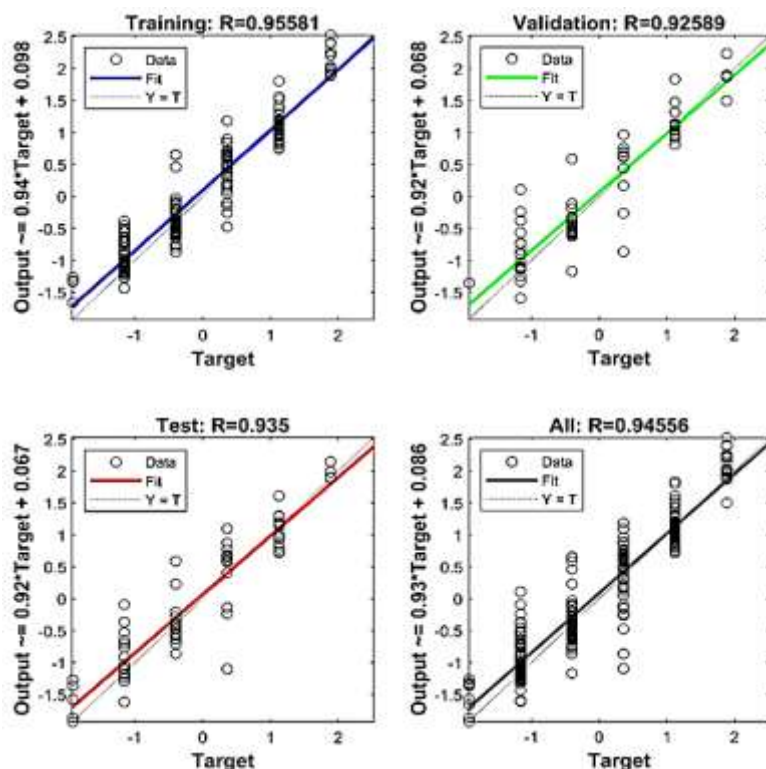 Training: R=0.95581
Output ~= 0.94*Target + 0.098
Data
Fit
Y = T
2.5
2
1.5
1
0.5
0
-0.5
-1
-1.5
-1 0 1 2
Target
Validation: R=0.92589
Output ~= 0.92*Target + 0.068
Data
Fit
Y = T
2.5
2
1.5
1
0.5
0
-0.5
-1
-1.5
-1 0 1 2
Target
Test: R=0.935
Output ~= 0.92*Target + 0.067
Data
Fit
Y = T
2.5
2
1.5
1
0.5
0
-0.5
-1
-1.5
-1 0 1 2
Target
All: R=0.94556
Output ~= 0.93*Target + 0.086
Data
Fit
Y = T
2.5
2
1.5
1
0.5
0
-0.5
-1
-1.5
-1 0 1 2
Target